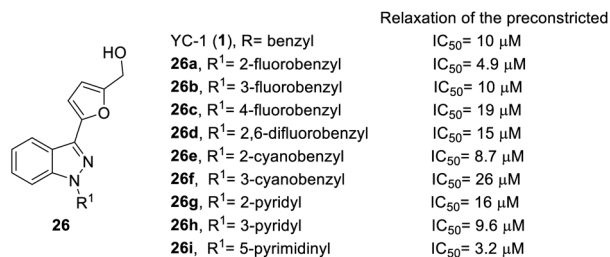 Relaxation of the preconstricted
YC-1 (1), R= benzyl IC50= 10 μM
26a, R1= 2-fluorobenzyl IC50= 4.9 μM
26b, R1= 3-fluorobenzyl IC50= 10 μM
26c, R1= 4-fluorobenzyl IC50= 19 μM
26d, R1= 2,6-difluorobenzyl IC50= 15 μM
26e, R1= 2-cyanobenzyl IC50= 8.7 μM
26f, R1= 3-cyanobenzyl IC50= 26 μM
26g, R1= 2-pyridyl IC50= 16 μM
26h, R1= 3-pyridyl IC50= 9.6 μM
26i, R1= 5-pyrimidinyl IC50= 3.2 μM
HO
O
N
N
R1
26